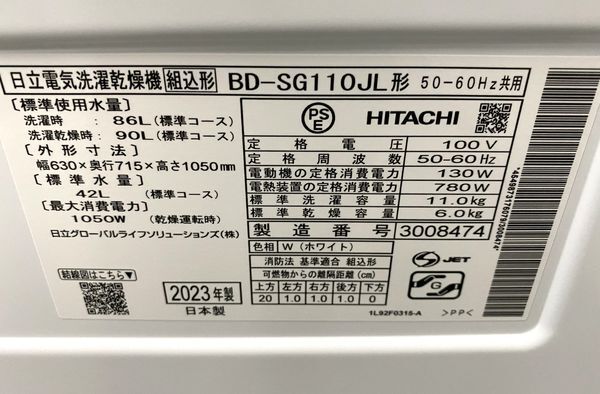 日立電気洗濯乾燥機 組込形 BD-SG110JL形 50-60Hz共用
[標準使用水量]
洗濯時: 86L(標準コース)
洗濯乾燥時: 90L(標準コース)
[外形寸法]
幅630×奥行715×高さ1050mm
[標準水量]
42L (標準コース)
[最大消費電力]
1050W (乾燥運転時)
日立グローバルライフソリューションズ(株)
結線図はこちら▼
2023年製
日本製
PSE
HITACHI
定格電圧 100V
定格周波数 50-60Hz
電動機の定格消費電力 130W
電熱装置の定格消費電力 780W
標準洗濯容量 11.0kg
標準乾燥容量 6.0kg
製造番号 3008474
色相 W(ホワイト)
消防法 基準適合 組込形
可燃物からの離隔距離(cm)
上方 左方 右方 後方 下方
20 1.0 1.0 1.0 0
S JET
G
1L92F0315-A
>PP<